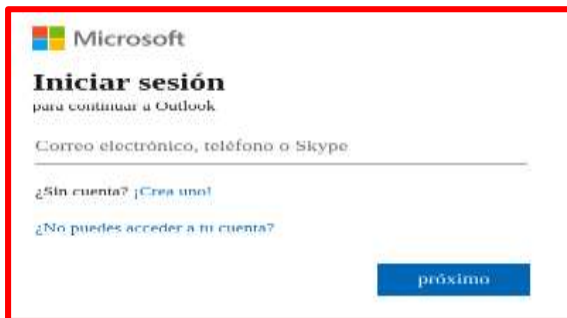 Microsoft
Iniciar sesión
para continuar a Outlook
Correo electrónico, teléfono o Skype
¿Sin cuenta? ¡Crea uno!
¿No puedes acceder a tu cuenta?
próximo